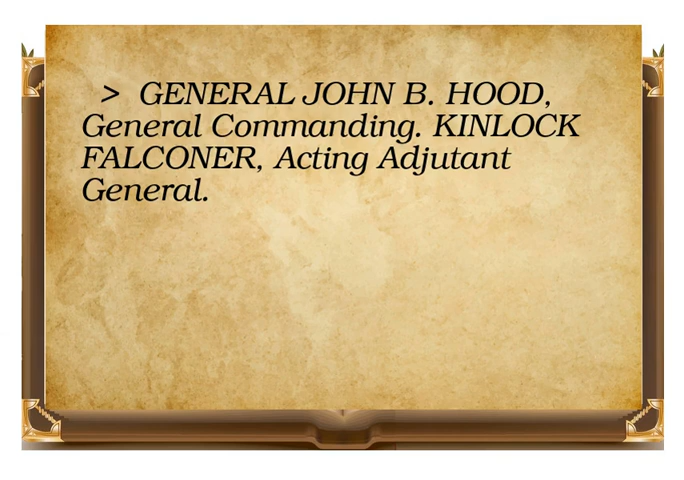 > GENERAL JOHN B. HOOD,
General Commanding. KINLOCK
FALCONER, Acting Adjutant
General.